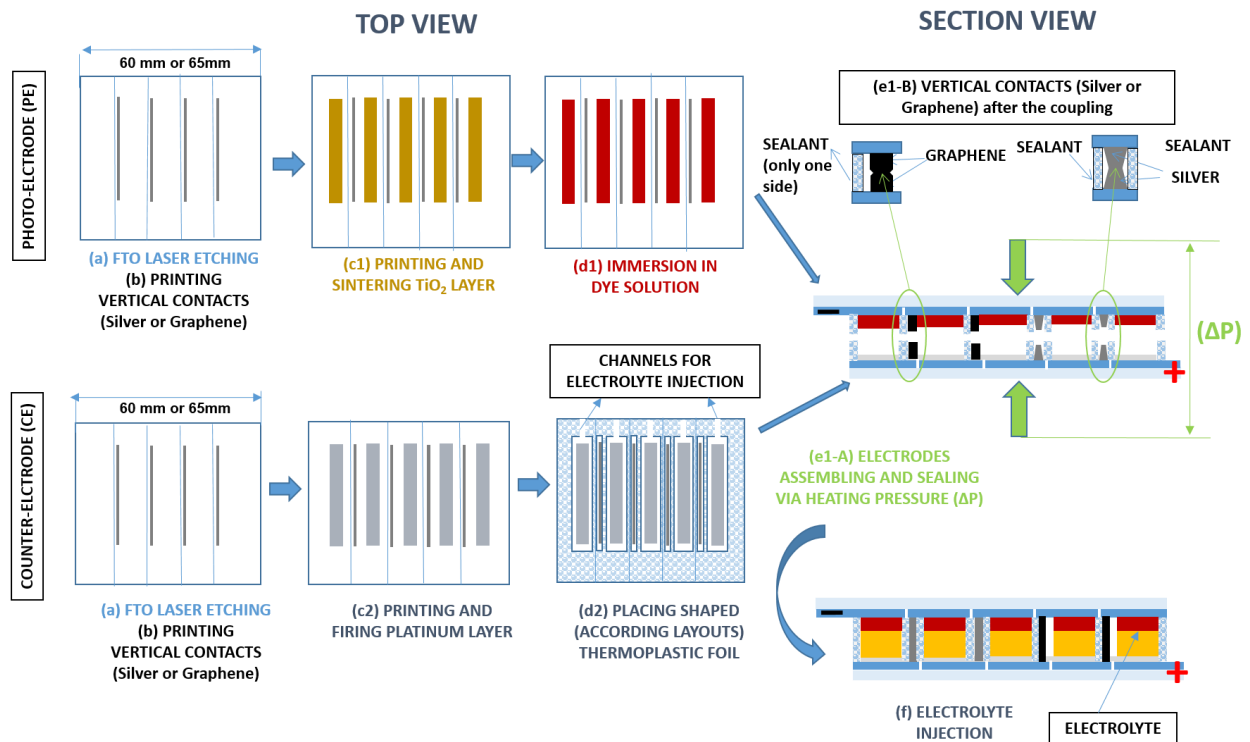 TOP VIEW
SECTION VIEW
PHOTO-ELCTRODE (PE)
60 mm or 65mm
(a) FTO LASER ETCHING
(b) PRINTING
VERTICAL CONTACTS
(Silver or Graphene)
(c1) PRINTING AND
SINTERING TiO2 LAYER
(d1) IMMERSION IN
DYE SOLUTION
(e1-B) VERTICAL CONTACTS (Silver or
Graphene) after the coupling
SEALANT
(only one
side)
GRAPHENE
SEALANT
SEALANT
SILVER
(ΔP)
COUNTER-ELCTRODE (CE)
60 mm or 65mm
(a) FTO LASER ETCHING
(b) PRINTING
VERTICAL CONTACTS
(Silver or Graphene)
(c2) PRINTING AND
FIRING PLATINUM LAYER
CHANNELS FOR
ELECTROLYTE INJECTION
(d2) PLACING SHAPED
(ACCORDING LAYOUTS)
THERMOPLASTIC FOIL
(e1-A) ELECTRODES
ASSEMBLING AND SEALING
VIA HEATING PRESSURE (ΔP)
(f) ELECTROLYTE
INJECTION
ELECTROLYTE